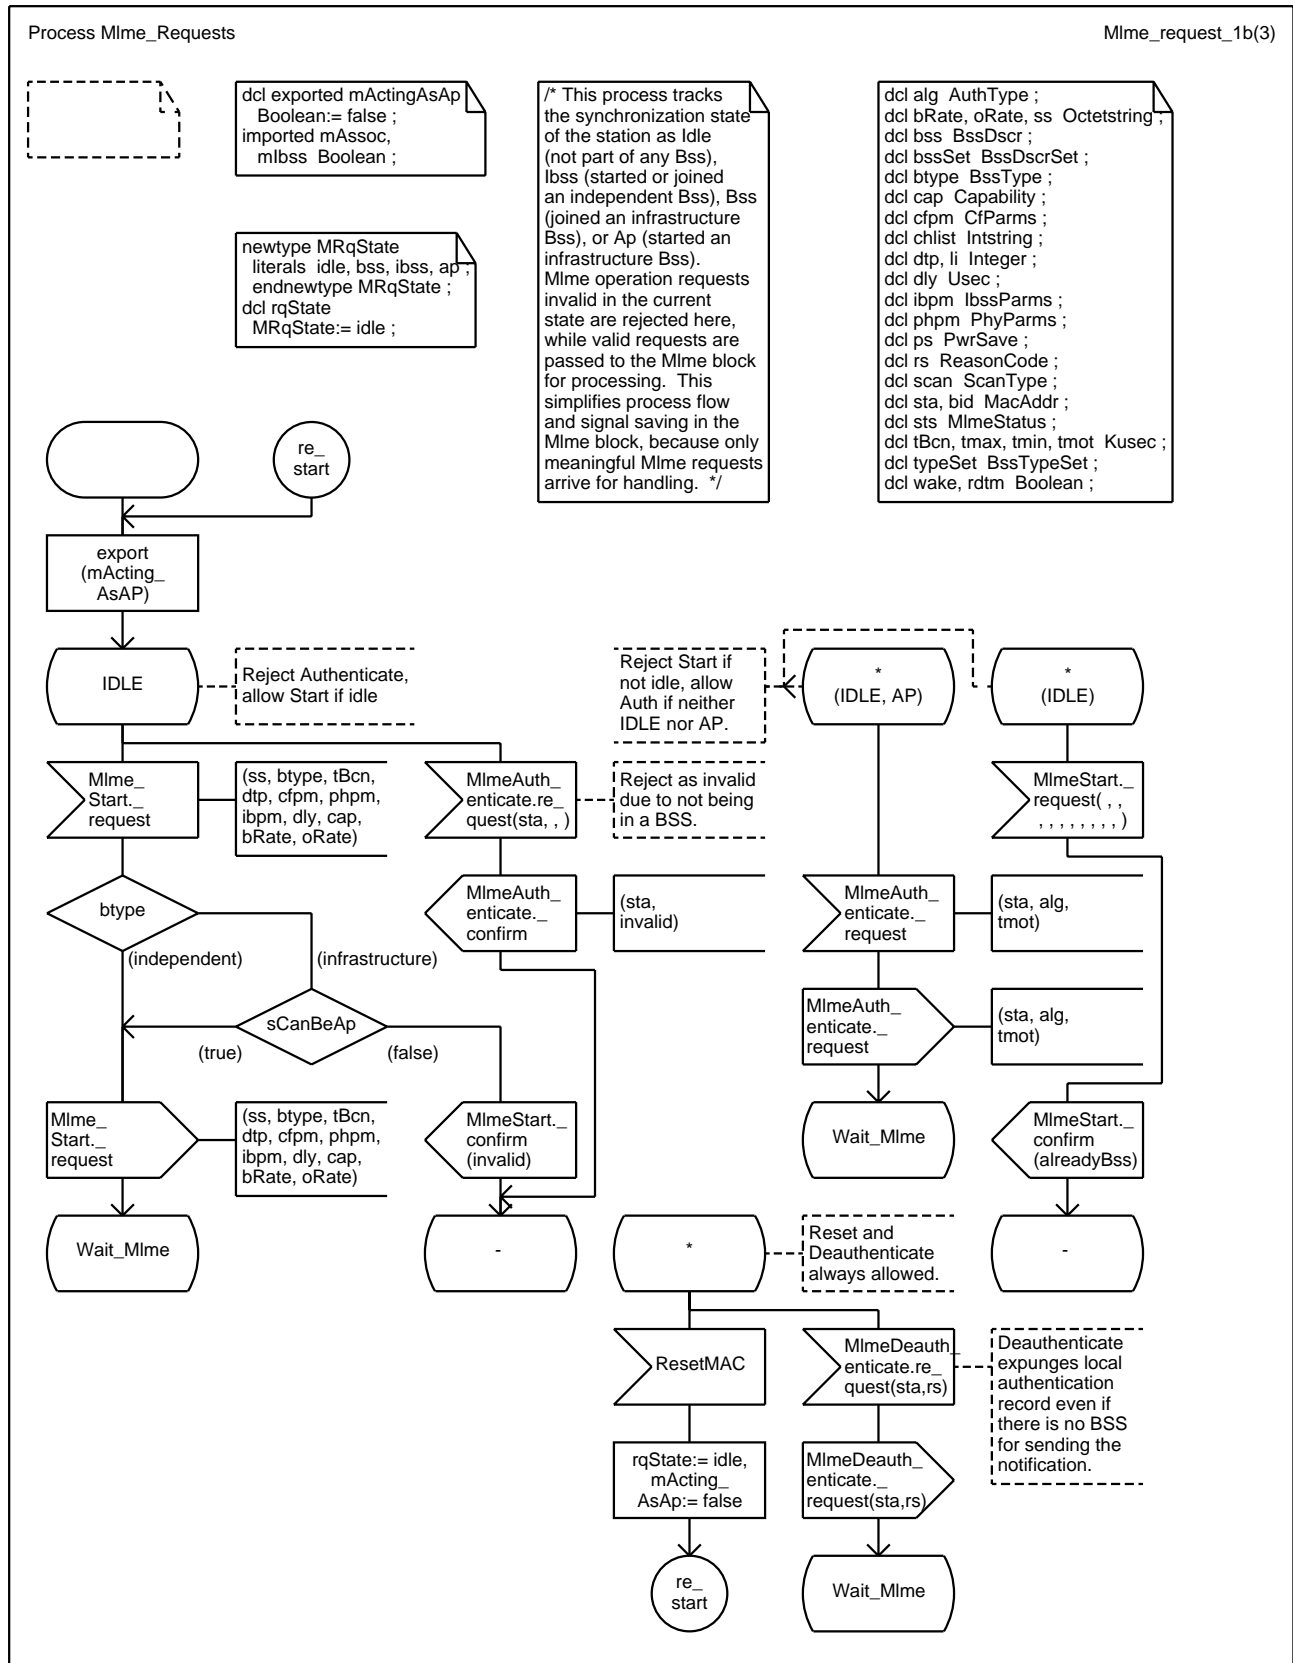 Process Mlme_Requests
Mlme_request_1b(3)
dcl exported mActingAsAp
Boolean:= false ;
imported mAssoc,
mIbss Boolean ;
newtype MRqState
literals idle, bss, ibss, ap ;
endnewtype MRqState ;
dcl rqState
MRqState:= idle ;
/* This process tracks
the synchronization state
of the station as Idle
(not part of any Bss),
Ibss (started or joined
an independent Bss), Bss
(joined an infrastructure
Bss), or Ap (started an
infrastructure Bss).
Mlme operation requests
invalid in the current
state are rejected here,
while valid requests are
passed to the Mlme block
for processing. This
simplifies process flow
and signal saving in the
Mlme block, because only
meaningful Mlme requests
arrive for handling. */
dcl alg AuthType ;
dcl bRate, oRate, ss Octetstring ;
dcl bss BssDscr ;
dcl bssSet BssDscrSet ;
dcl btype BssType ;
dcl cap Capability ;
dcl cfpm CfParms ;
dcl chlist Intstring ;
dcl dtp, li Integer ;
dcl dly Usec ;
dcl ibpm IbssParms ;
dcl phpm PhyParms ;
dcl ps PwrSave ;
dcl rs ReasonCode ;
dcl scan ScanType ;
dcl sta, bid MacAddr ;
dcl sts MlmeStatus ;
dcl tBcn, tmax, tmin, tmot Kusec ;
dcl typeSet BssTypeSet ;
dcl wake, rdtm Boolean ;
re_
start
export
(mActing_
AsAP)
IDLE
Reject Authenticate,
allow Start if idle
Reject Start if
not idle, allow
Auth if neither
IDLE nor AP.
*
(IDLE, AP)
*
(IDLE)
Mlme_
Start._
request
(ss, btype, tBcn,
dtp, cfpm, phpm,
ibpm, dly, cap,
bRate, oRate)
MlmeAuth_
enticate.re_
quest(sta, , )
Reject as invalid
due to not being
in a BSS.
MlmeStart._
request( , ,
, , , , , , , , )
btype
(independent)
(infrastructure)
MlmeAuth_
enticate._
confirm
(sta,
invalid)
MlmeAuth_
enticate._
request
(sta, alg,
tmot)
sCanBeAp
(true)
(false)
MlmeAuth_
enticate._
request
(sta, alg,
tmot)
Mlme_
Start._
request
(ss, btype, tBcn,
dtp, cfpm, phpm,
ibpm, dly, cap,
bRate, oRate)
MlmeStart._
confirm
(invalid)
Wait_Mlme
MlmeStart._
confirm
(alreadyBss)
Wait_Mlme
-
*
Reset and
Deauthenticate
always allowed.
-
ResetMAC
MlmeDeauth_
enticate.re_
quest(sta,rs)
Deauthenticate
expunges local
authentication
record even if
there is no BSS
for sending the
notification.
rqState:= idle,
mActing_
AsAp:= false
MlmeDeauth_
enticate._
request(sta,rs)
re_
start
Wait_Mlme